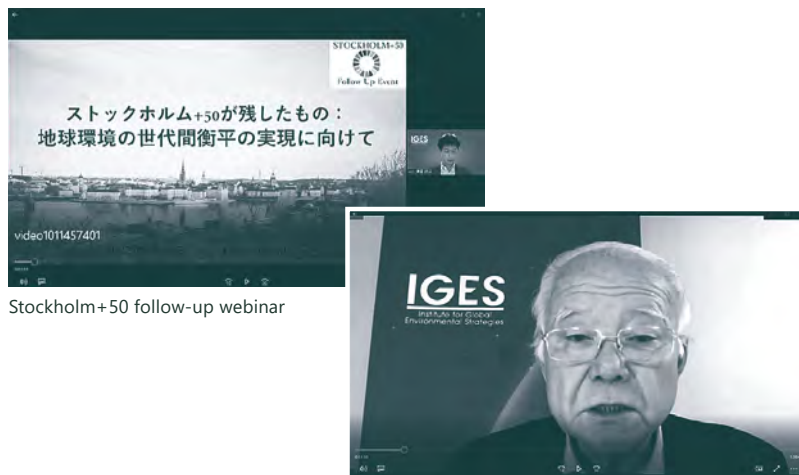 STOCKHOLM+50
Follow Up Event
ストックホルム+50が残したもの：
地球環境の世代間衡平の実現に向けて
IGES
video1011457401
Stockholm+50 follow-up webinar
IGES
Institute for Global
Environmental Strategies